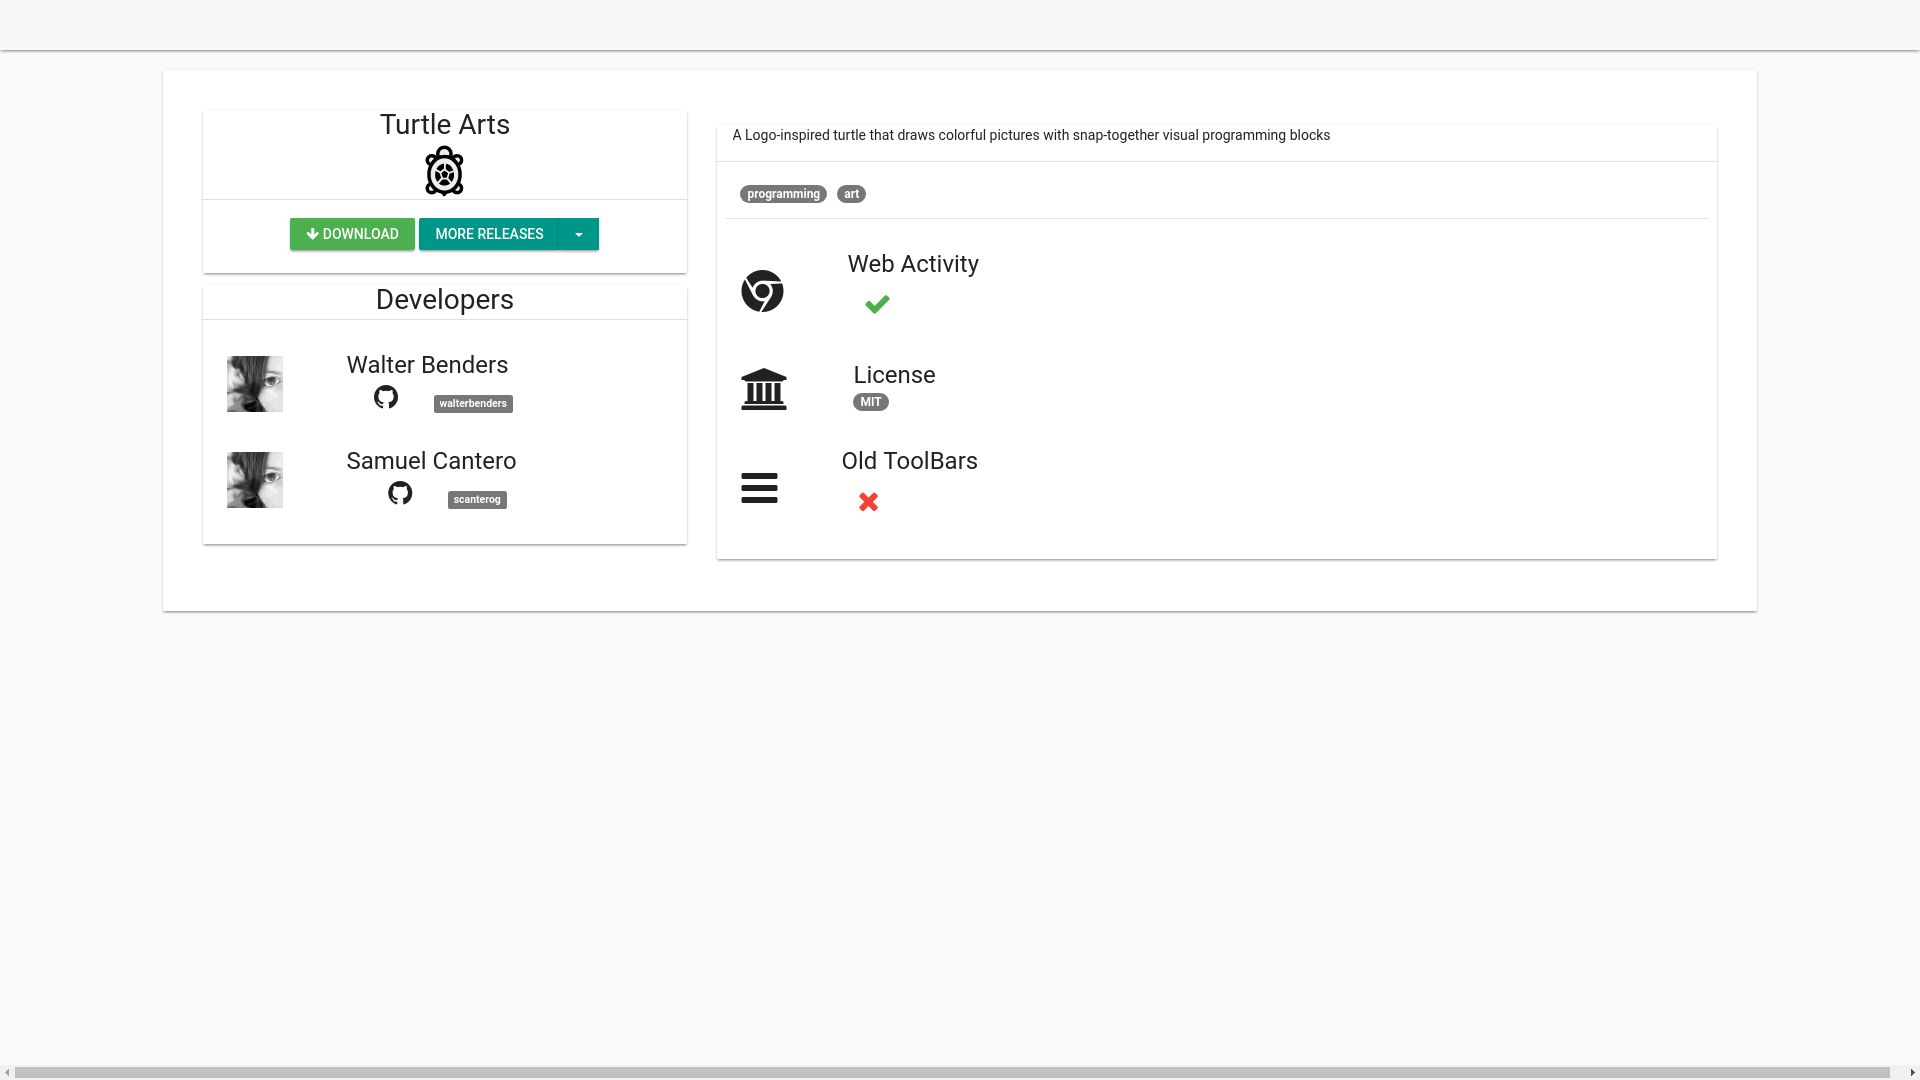 Turtle Arts
DOWNLOAD
MORE RELEASES
Developers
Walter Benders
walterbenders
Samuel Cantero
scanterog
A Logo-inspired turtle that draws colorful pictures with snap-together visual programming blocks
programming art
Web Activity
License
MIT
Old ToolBars